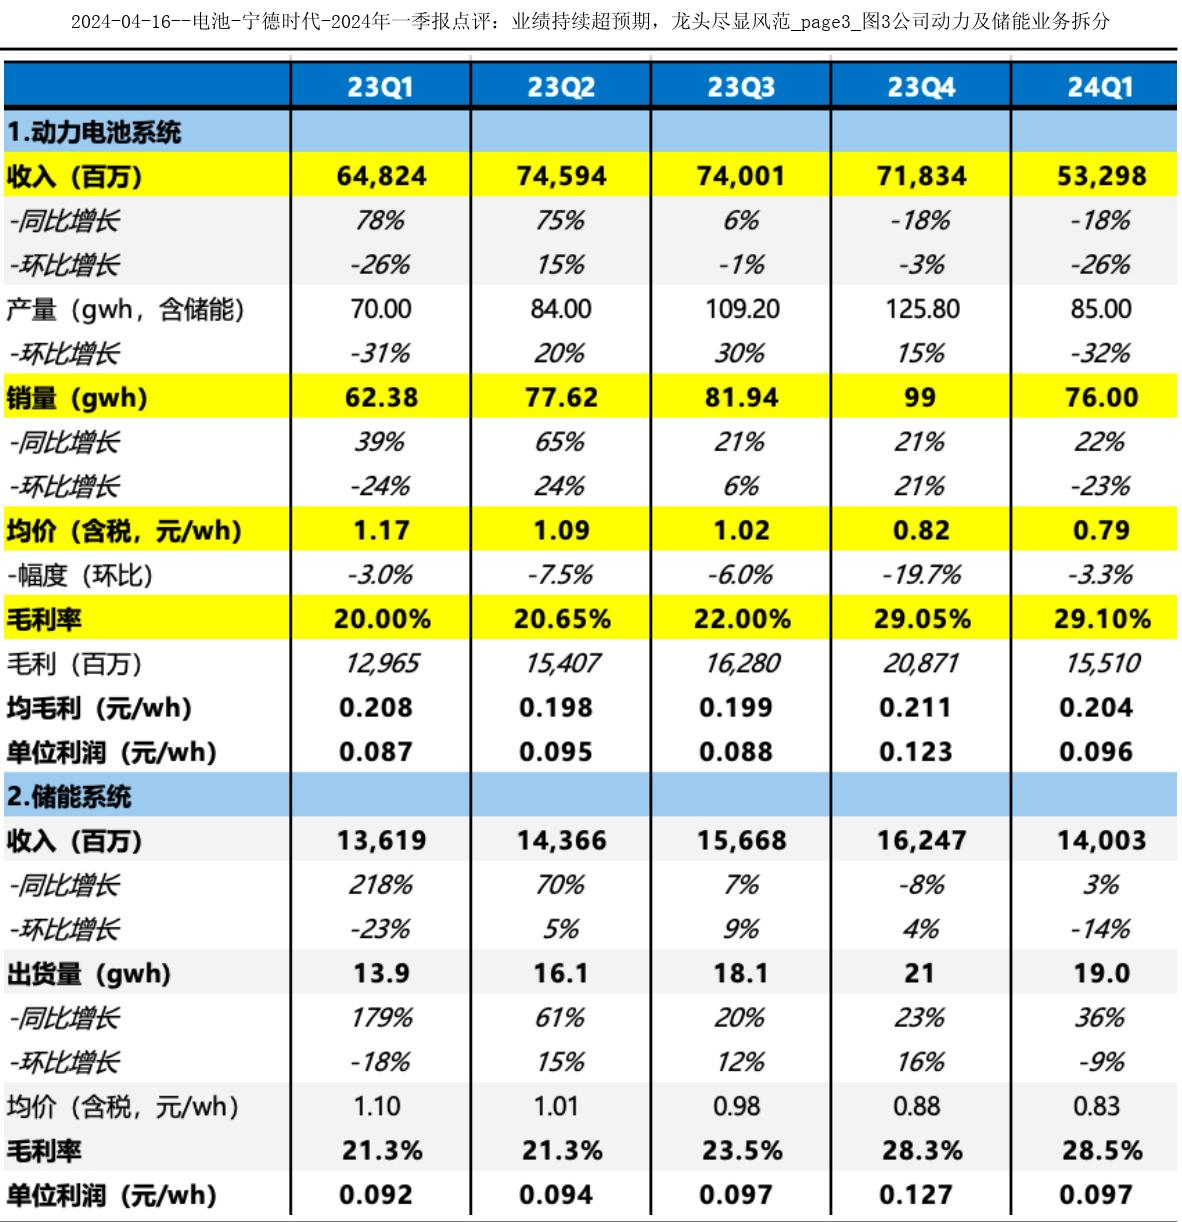 2024-04-16--电池-宁德时代-2024年一季报点评：业绩持续超预期，龙头尽显风范_page3_图3公司动力及储能业务拆分
23Q1 23Q2 23Q3 23Q4 24Q1
1.动力电池系统
收入（百万） 64,824 74,594 74,001 71,834 53,298
-同比增长 78% 75% 6% -18% -18%
-环比增长 -26% 15% -1% -3% -26%
产量（gwh，含储能） 70.00 84.00 109.20 125.80 85.00
-环比增长 -31% 20% 30% 15% -32%
销量（gwh） 62.38 77.62 81.94 99 76.00
-同比增长 39% 65% 21% 21% 22%
-环比增长 -24% 24% 6% 21% -23%
均价（含税，元/wh） 1.17 1.09 1.02 0.82 0.79
-幅度（环比） -3.0% -7.5% -6.0% -19.7% -3.3%
毛利率 20.00% 20.65% 22.00% 29.05% 29.10%
毛利（百万） 12,965 15,407 16,280 20,871 15,510
均毛利（元/wh） 0.208 0.198 0.199 0.211 0.204
单位利润（元/wh） 0.087 0.095 0.088 0.123 0.096
2.储能系统
收入（百万） 13,619 14,366 15,668 16,247 14,003
-同比增长 218% 70% 7% -8% 3%
-环比增长 -23% 5% 9% 4% -14%
出货量（gwh） 13.9 16.1 18.1 21 19.0
-同比增长 179% 61% 20% 23% 36%
-环比增长 -18% 15% 12% 16% -9%
均价（含税，元/wh） 1.10 1.01 0.98 0.88 0.83
毛利率 21.3% 21.3% 23.5% 28.3% 28.5%
单位利润（元/wh） 0.092 0.094 0.097 0.127 0.097